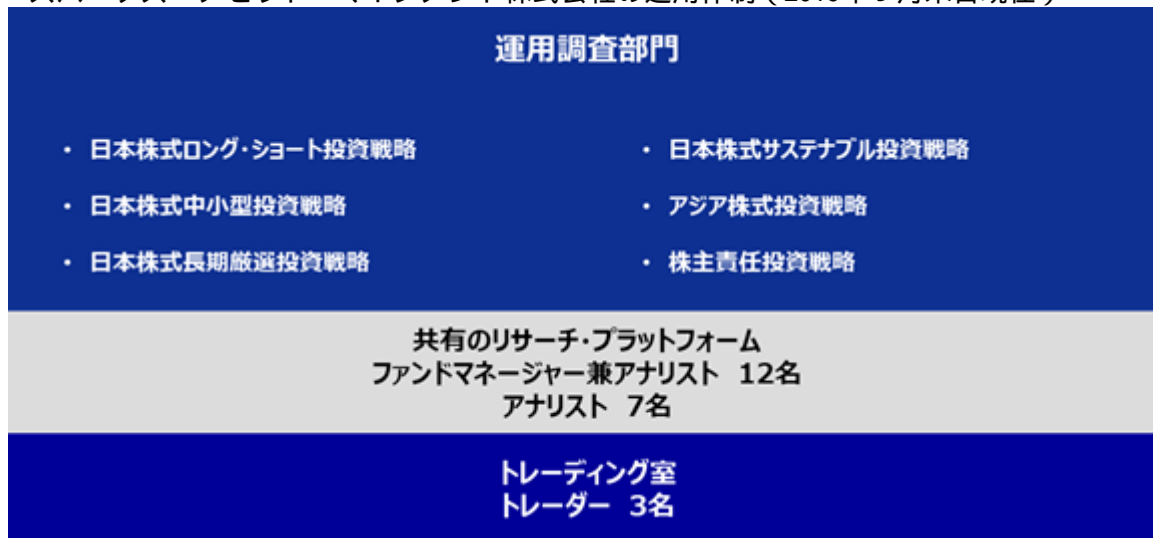 運用調査部門
・ 日本株式ロング・ショート投資戦略
・ 日本株式中小型投資戦略
・ 日本株式長期厳選投資戦略
・ 日本株式サステナブル投資戦略
・ アジア株式投資戦略
・ 株主責任投資戦略
共有のリサーチ・プラットフォーム
ファンドマネージャー兼アナリスト 12名
アナリスト 7名
トレーディング室
トレーダー 3名